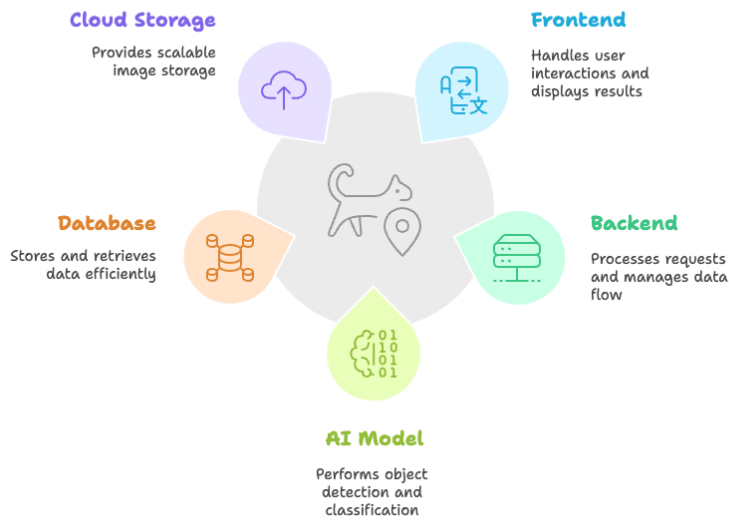 Cloud Storage
Provides scalable
image storage
Frontend
Handles user
interactions and
displays results
A
文
Database
Stores and retrieves
data efficiently
Backend
Processes requests
and manages data
flow
01
10
01
01
AI Model
Performs object
detection and
classification